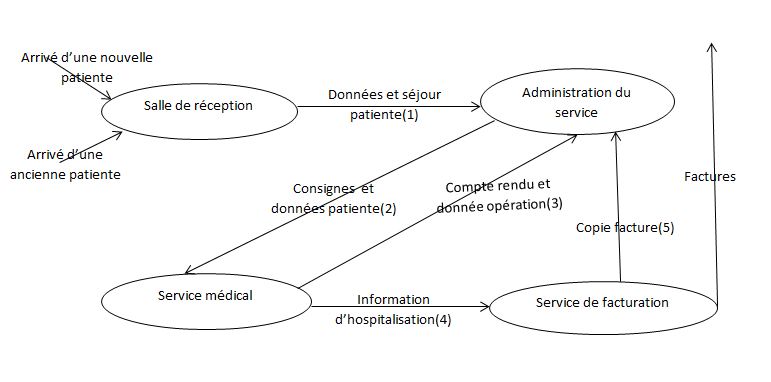 Arrivé d'une nouvelle
patiente
Salle de réception
Données et séjour
patiente(1)
Administration du
service
Arrivé d'une
ancienne patiente
Consignes et
données patiente(2)
Compte rendu et
donnée opération(3)
Factures
Copie facture(5)
Service médical
Information
d'hospitalisation(4)
Service de facturation